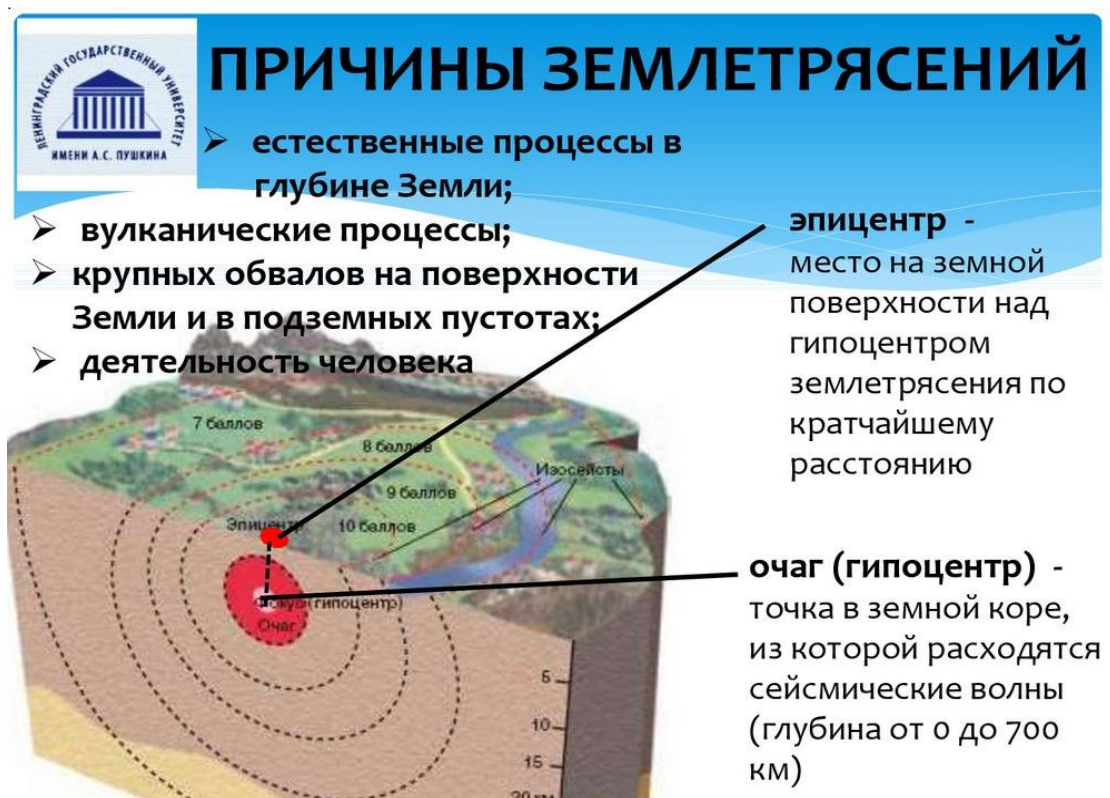 ЛЕНИНГРАДСКИЙ ГОСУДАРСТВЕННЫЙ УНИВЕРСИТЕТ
ИМЕНИ А.С. ПУШКИНА
ПРИЧИНЫ ЗЕМЛЕТРЯСЕНИЙ
➢ естественные процессы в
глубине Земли;
➢ вулканические процессы;
➢ крупных обвалов на поверхности
Земли и в подземных пустотах;
➢ деятельность человека
эпицентр -
место на земной
поверхности над
гипоцентром
землетрясения по
кратчайшему
расстоянию
очаг (гипоцентр) -
точка в земной коре,
из которой расходятся
сейсмические волны
(глубина от 0 до 700
км)
7 баллов
8 баллов
9 баллов
10 баллов
Изосейсты
Эпицентр
Фокус (гипоцентр)
Очаг
5
10
15
20 км